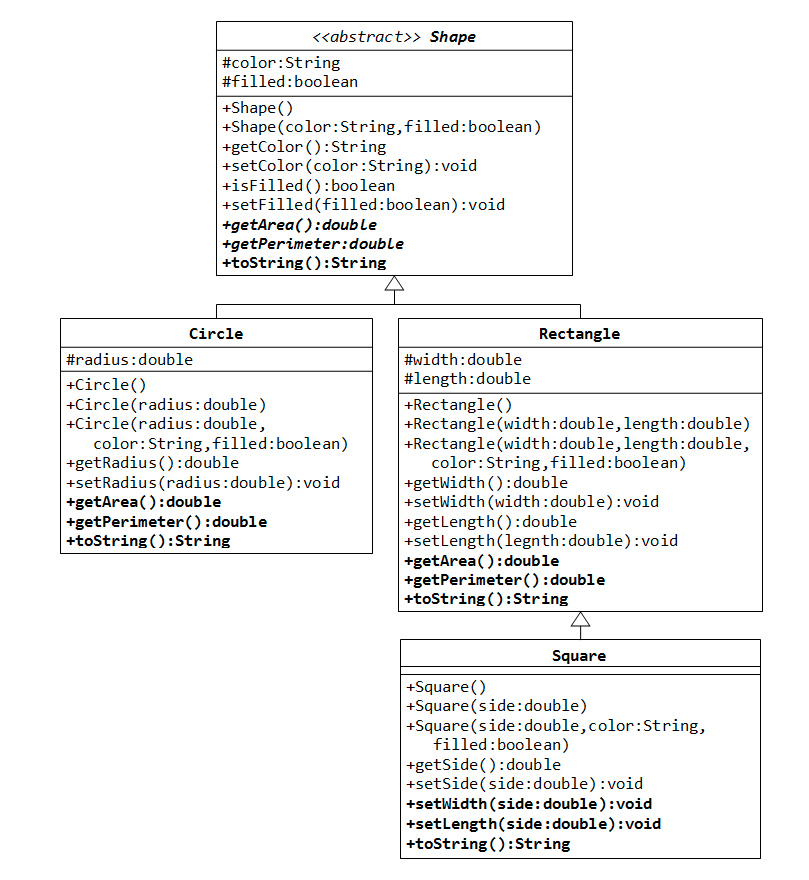 <<abstract>> Shape
#color:String
#filled:boolean
+Shape()
+Shape(color:String,filled:boolean)
+getColor():String
+setColor(color:String):void
+isFilled():boolean
+setFilled(filled:boolean):void
+getArea():double
+getPerimeter:double
+toString():String
Circle
#radius:double
+Circle()
+Circle(radius:double)
+Circle(radius:double,
color:String,filled:boolean)
+getRadius():double
+setRadius(radius:double):void
+getArea():double
+getPerimeter():double
+toString():String
Rectangle
#width:double
#length:double
+Rectangle()
+Rectangle(width:double,length:double)
+Rectangle(width:double,length:double,
color:String,filled:boolean)
+getWidth():double
+setWidth(width:double):void
+getLength():double
+setLength(legnth:double):void
+getArea():double
+getPerimeter():double
+toString():String
Square
+Square()
+Square(side:double)
+Square(side:double,color:String,
filled:boolean)
+getSide():double
+setSide(side:double):void
+setWidth(side:double):void
+setLength(side:double):void
+toString():String